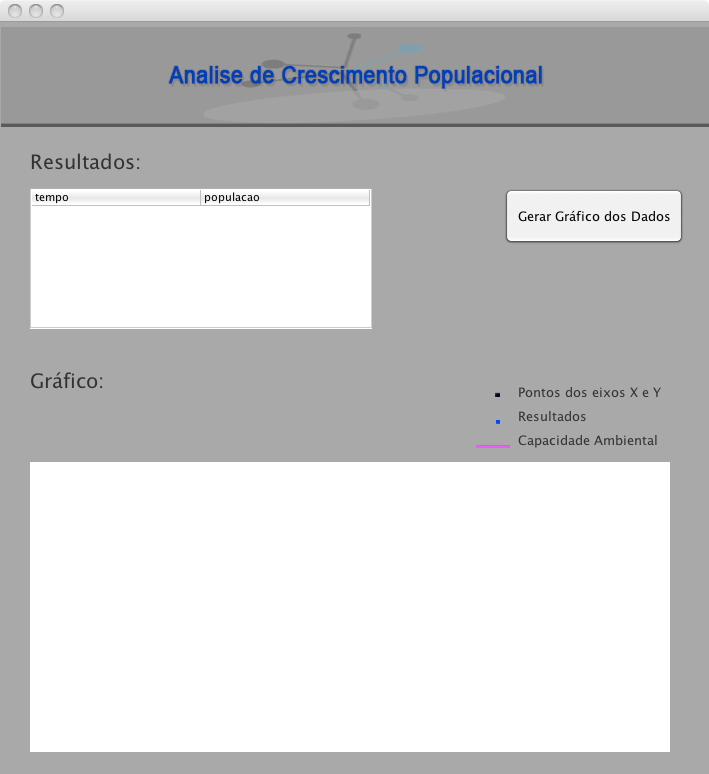 Analise de Crescimento Populacional
Resultados:
tempo populacao
Gerar Gráfico dos Dados
Gráfico:
Pontos dos eixos X e Y
Resultados
Capacidade Ambiental